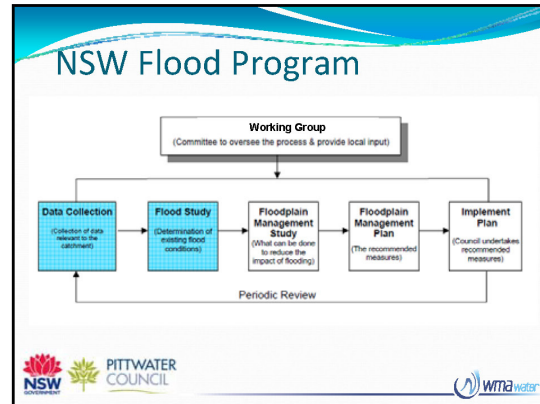 NSW Flood Program
Working Group
(Committee to oversee the process & provide local input)
Data Collection
(Collection of data
relevant to the
catchment)
Flood Study
(Determination of
existing flood
conditions)
Floodplain
Management
Study
(What can be done
to reduce the
impact of flooding)
Floodplain
Management
Plan
(The recommended
measures)
Implement
Plan
(Council undertakes
recommended
measures)
Periodic Review
NSW
GOVERNMENT
PITTWATER
COUNCIL
wmawater